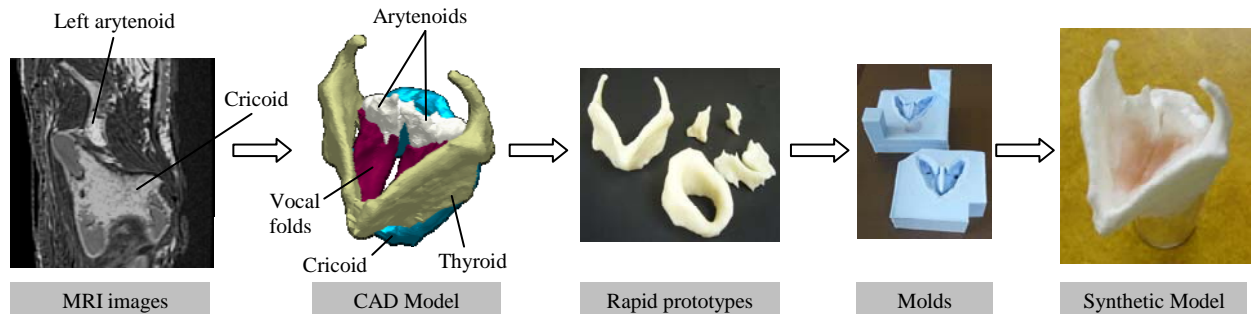 Left arytenoid
Arytenoids
Cricoid
Vocal
folds
Cricoid
Thyroid
MRI images
CAD Model
Rapid prototypes
Molds
Synthetic Model